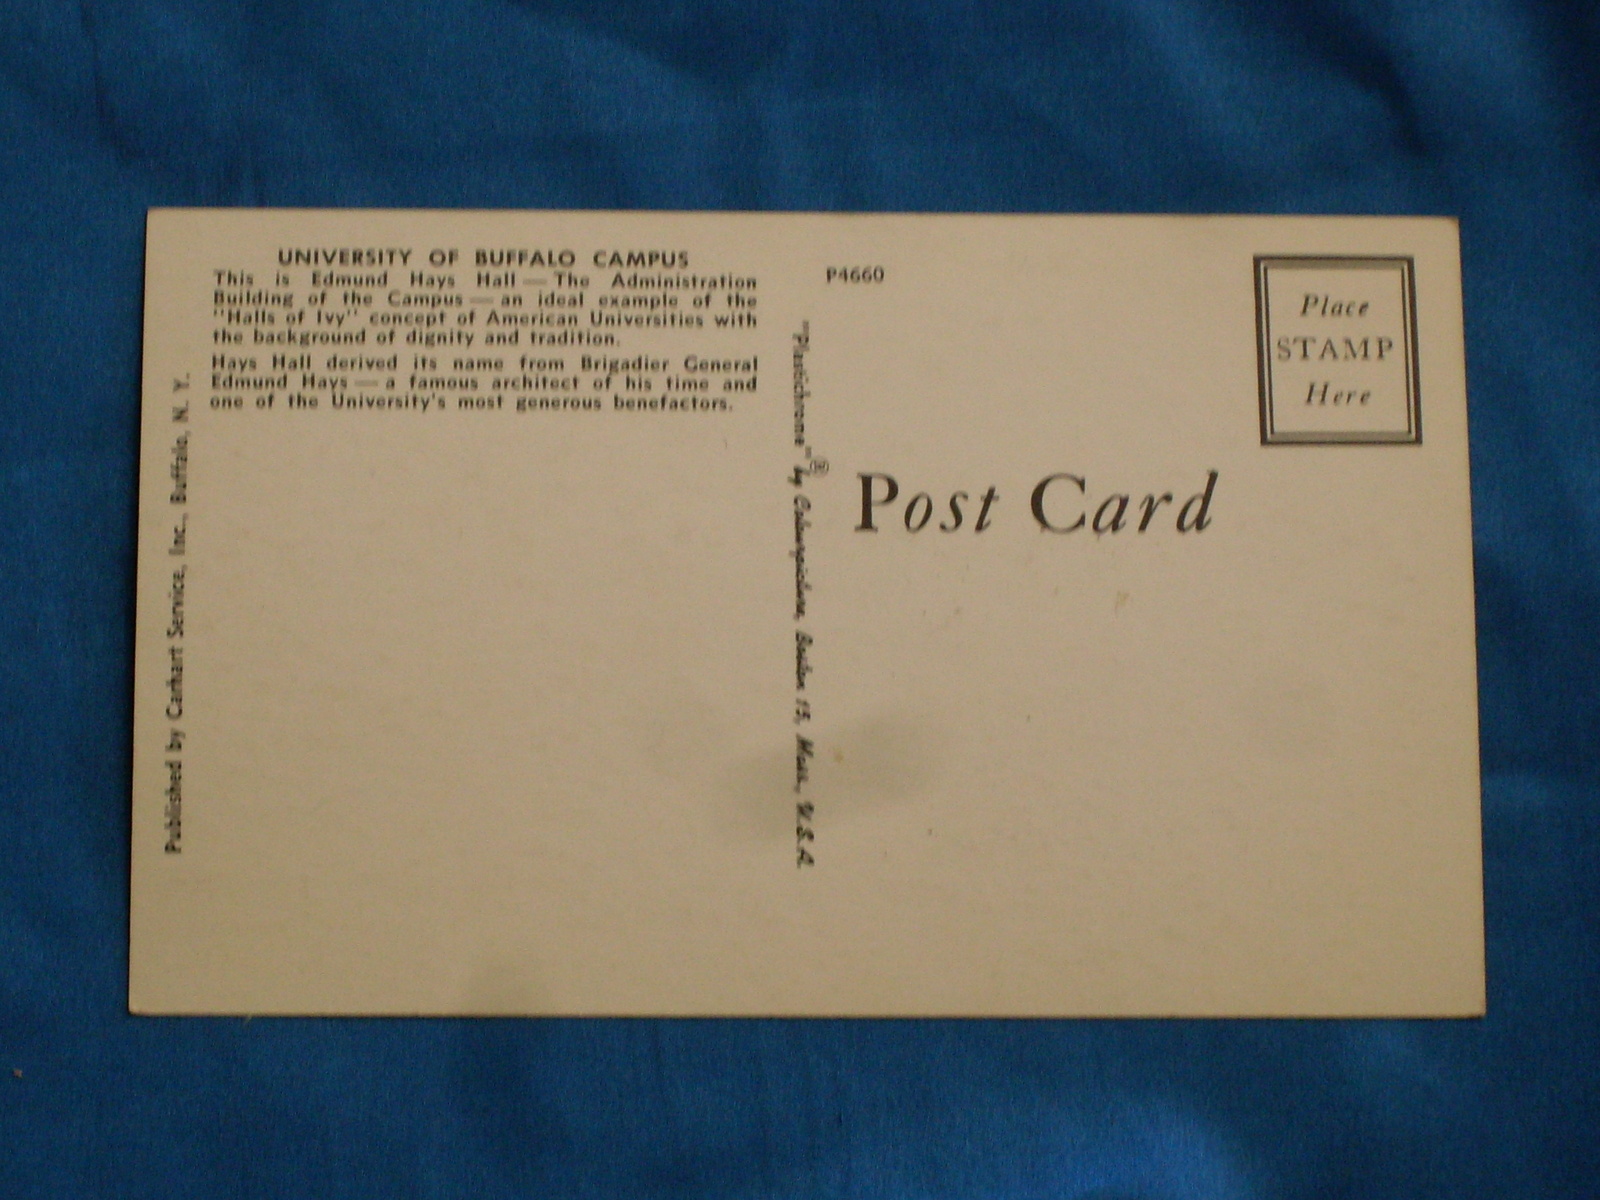 UNIVERSITY OF BUFFALO CAMPUS
This is Edmund Hays Hall — The Administration
Building of the Campus — an ideal example of the
"Halls of Ivy" concept of American Universities with
the background of dignity and tradition.
Hays Hall derived its name from Brigadier General
Edmund Hays — a famous architect of his time and
one of the University's most generous benefactors.
Published by Carhart Service, Inc., Buffalo, N. Y.
"Plastichrome"® by Colourpicture, Boston 15, Mass., U.S.A.
P4660
Place
STAMP
Here
Post Card